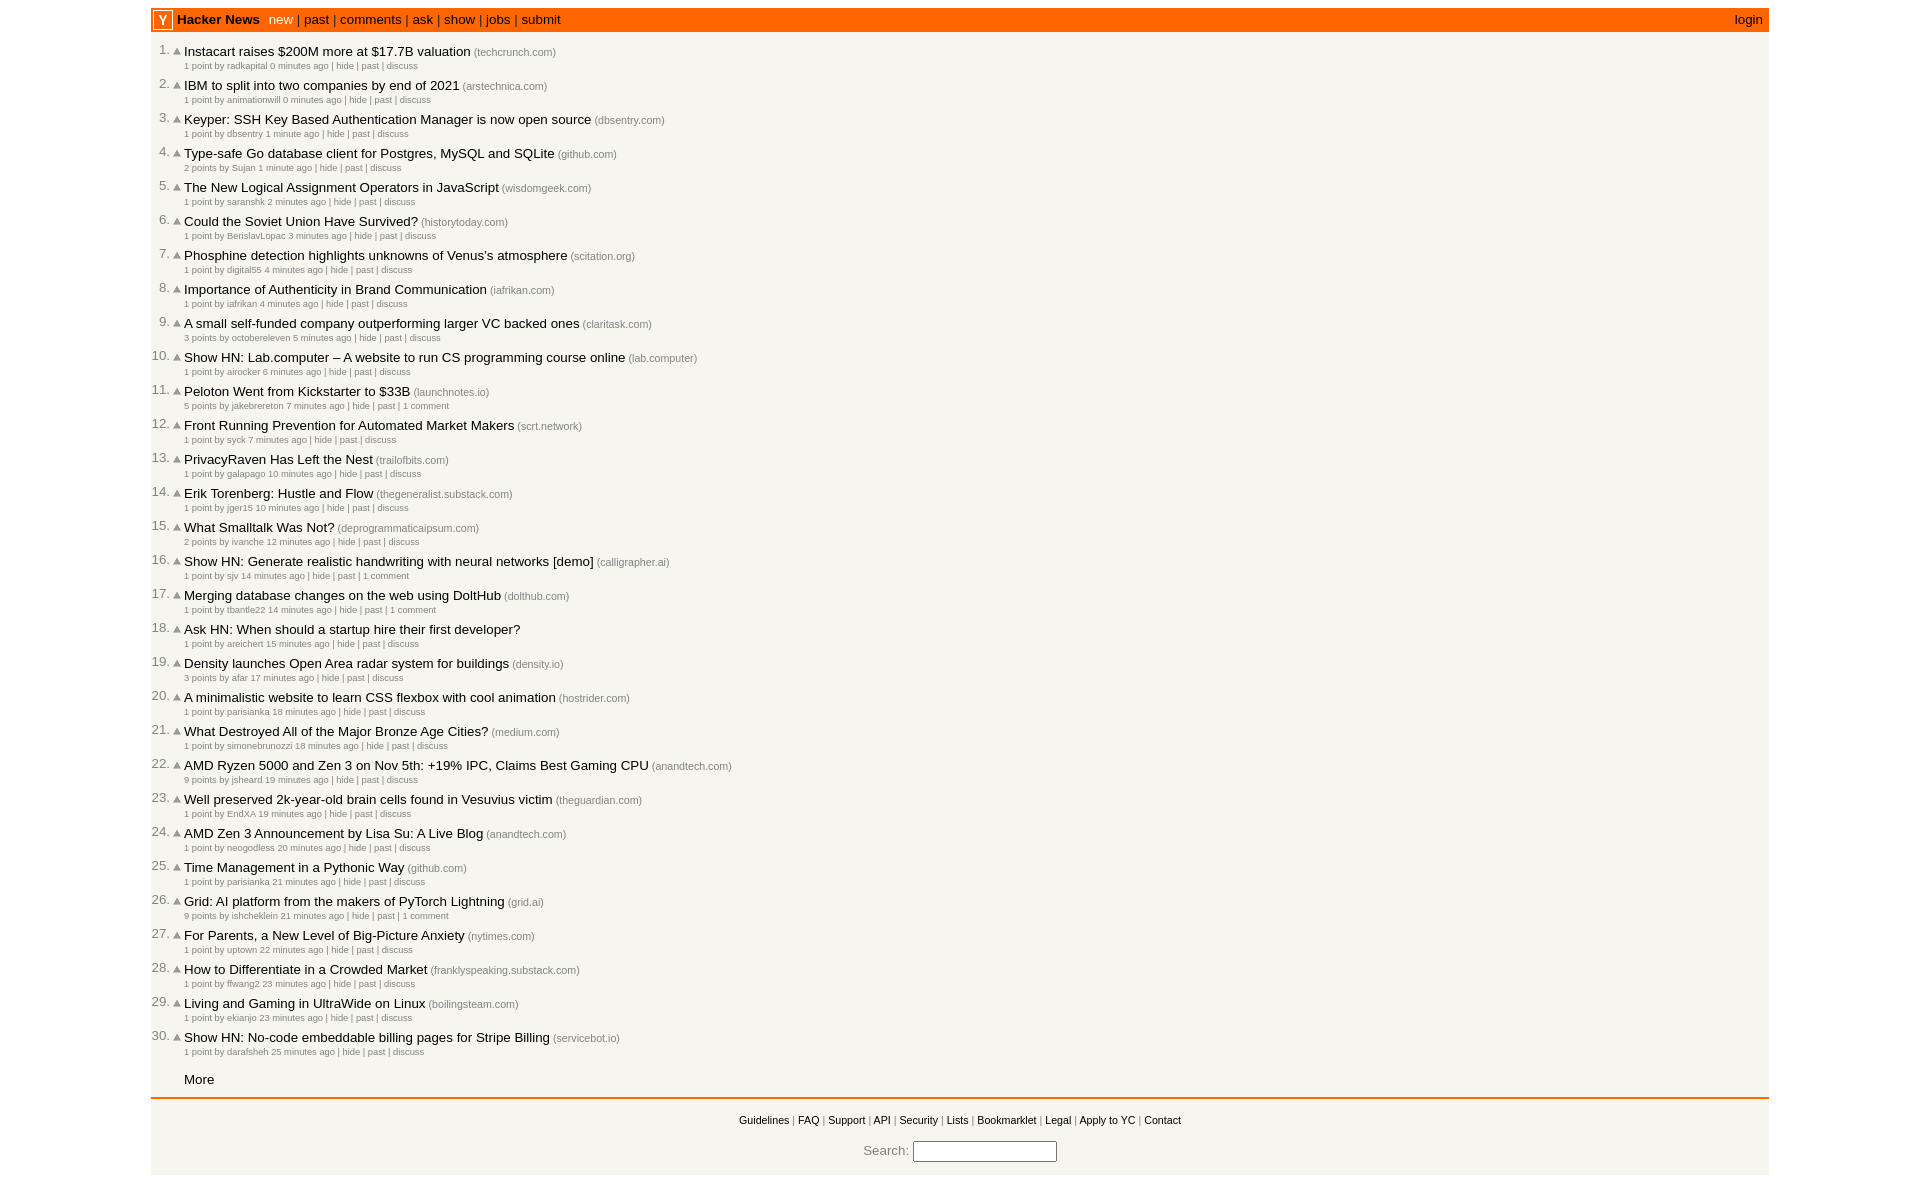 Y Hacker News new | past | comments | ask | show | jobs | submit login
1. Instacart raises $200M more at $17.7B valuation (techcrunch.com)
1 point by radkapital 0 minutes ago | hide | past | discuss
2. IBM to split into two companies by end of 2021 (arstechnica.com)
1 point by animationwill 0 minutes ago | hide | past | discuss
3. Keyper: SSH Key Based Authentication Manager is now open source (dbsentry.com)
1 point by dbsentry 1 minute ago | hide | past | discuss
4. Type-safe Go database client for Postgres, MySQL and SQLite (github.com)
2 points by Sujan 1 minute ago | hide | past | discuss
5. The New Logical Assignment Operators in JavaScript (wisdomgeek.com)
1 point by saranshk 2 minutes ago | hide | past | discuss
6. Could the Soviet Union Have Survived? (historytoday.com)
1 point by BerislavLopac 3 minutes ago | hide | past | discuss
7. Phosphine detection highlights unknowns of Venus’s atmosphere (scitation.org)
1 point by digital55 4 minutes ago | hide | past | discuss
8. Importance of Authenticity in Brand Communication (iafrikan.com)
1 point by iafrikan 4 minutes ago | hide | past | discuss
9. A small self-funded company outperforming larger VC backed ones (claritask.com)
3 points by octobereleven 5 minutes ago | hide | past | discuss
10. Show HN: Lab.computer – A website to run CS programming course online (lab.computer)
1 point by airocker 6 minutes ago | hide | past | discuss
11. Peloton Went from Kickstarter to $33B (launchnotes.io)
5 points by jakebrereton 7 minutes ago | hide | past | 1 comment
12. Front Running Prevention for Automated Market Makers (scrt.network)
1 point by syck 7 minutes ago | hide | past | discuss
13. PrivacyRaven Has Left the Nest (trailofbits.com)
1 point by galapago 10 minutes ago | hide | past | discuss
14. Erik Torenberg: Hustle and Flow (thegeneralist.substack.com)
1 point by jger15 10 minutes ago | hide | past | discuss
15. What Smalltalk Was Not? (deprogrammaticaipsum.com)
2 points by ivanche 12 minutes ago | hide | past | discuss
16. Show HN: Generate realistic handwriting with neural networks [demo] (calligrapher.ai)
1 point by sjv 14 minutes ago | hide | past | 1 comment
17. Merging database changes on the web using DoltHub (dolthub.com)
1 point by tbantle22 14 minutes ago | hide | past | 1 comment
18. Ask HN: When should a startup hire their first developer?
1 point by areichert 15 minutes ago | hide | past | discuss
19. Density launches Open Area radar system for buildings (density.io)
3 points by afar 17 minutes ago | hide | past | discuss
20. A minimalistic website to learn CSS flexbox with cool animation (hostrider.com)
1 point by parisianka 18 minutes ago | hide | past | discuss
21. What Destroyed All of the Major Bronze Age Cities? (medium.com)
1 point by simonebrunozzi 18 minutes ago | hide | past | discuss
22. AMD Ryzen 5000 and Zen 3 on Nov 5th: +19% IPC, Claims Best Gaming CPU (anandtech.com)
9 points by jsheard 19 minutes ago | hide | past | discuss
23. Well preserved 2k-year-old brain cells found in Vesuvius victim (theguardian.com)
1 point by EndXA 19 minutes ago | hide | past | discuss
24. AMD Zen 3 Announcement by Lisa Su: A Live Blog (anandtech.com)
1 point by neogodless 20 minutes ago | hide | past | discuss
25. Time Management in a Pythonic Way (github.com)
1 point by parisianka 21 minutes ago | hide | past | discuss
26. Grid: AI platform from the makers of PyTorch Lightning (grid.ai)
9 points by ishcheklein 21 minutes ago | hide | past | 1 comment
27. For Parents, a New Level of Big-Picture Anxiety (nytimes.com)
1 point by uptown 22 minutes ago | hide | past | discuss
28. How to Differentiate in a Crowded Market (franklyspeaking.substack.com)
1 point by ffwang2 23 minutes ago | hide | past | discuss
29. Living and Gaming in UltraWide on Linux (boilingsteam.com)
1 point by ekianjo 23 minutes ago | hide | past | discuss
30. Show HN: No-code embeddable billing pages for Stripe Billing (servicebot.io)
1 point by darafsheh 25 minutes ago | hide | past | discuss
More
Guidelines | FAQ | Support | API | Security | Lists | Bookmarklet | Legal | Apply to YC | Contact
Search: